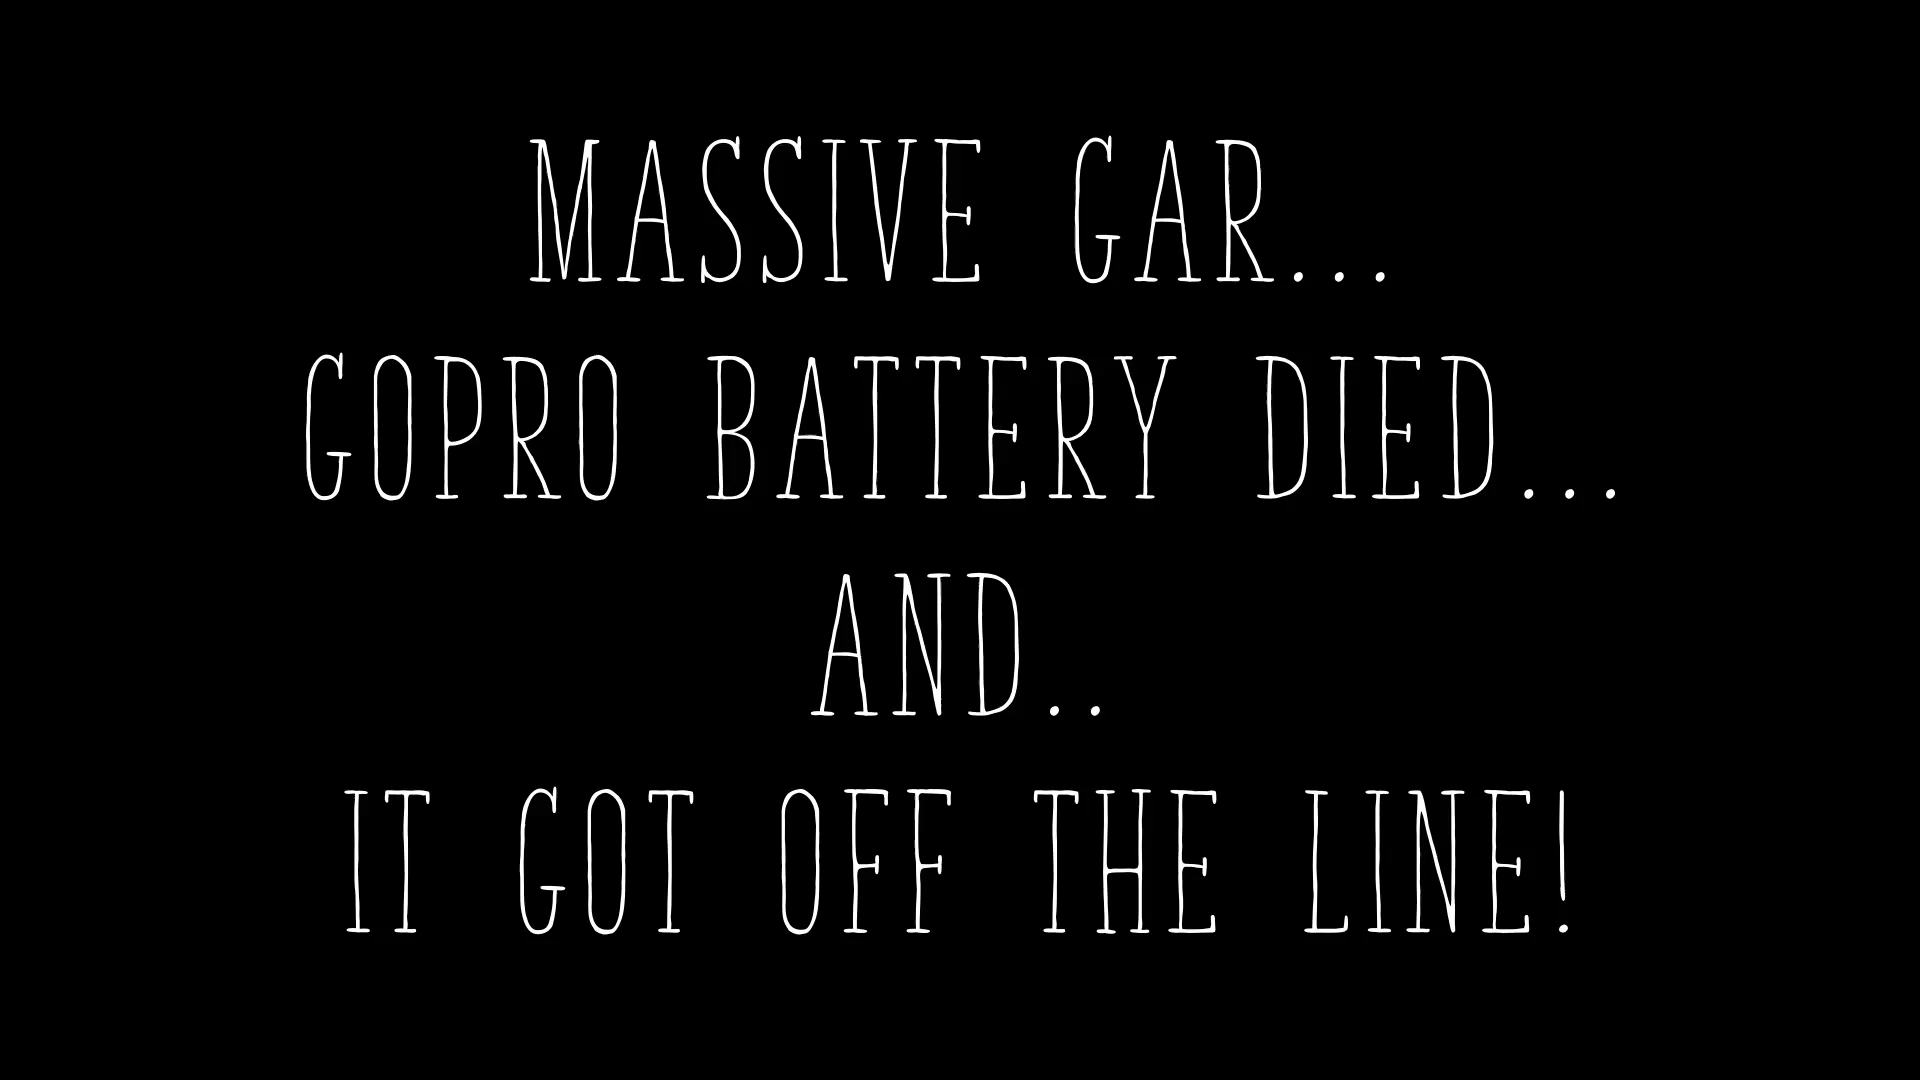 MASSIVE GAR...
GOPRO BATTERY DIED...
AND..
IT GOT OFF THE LINE!